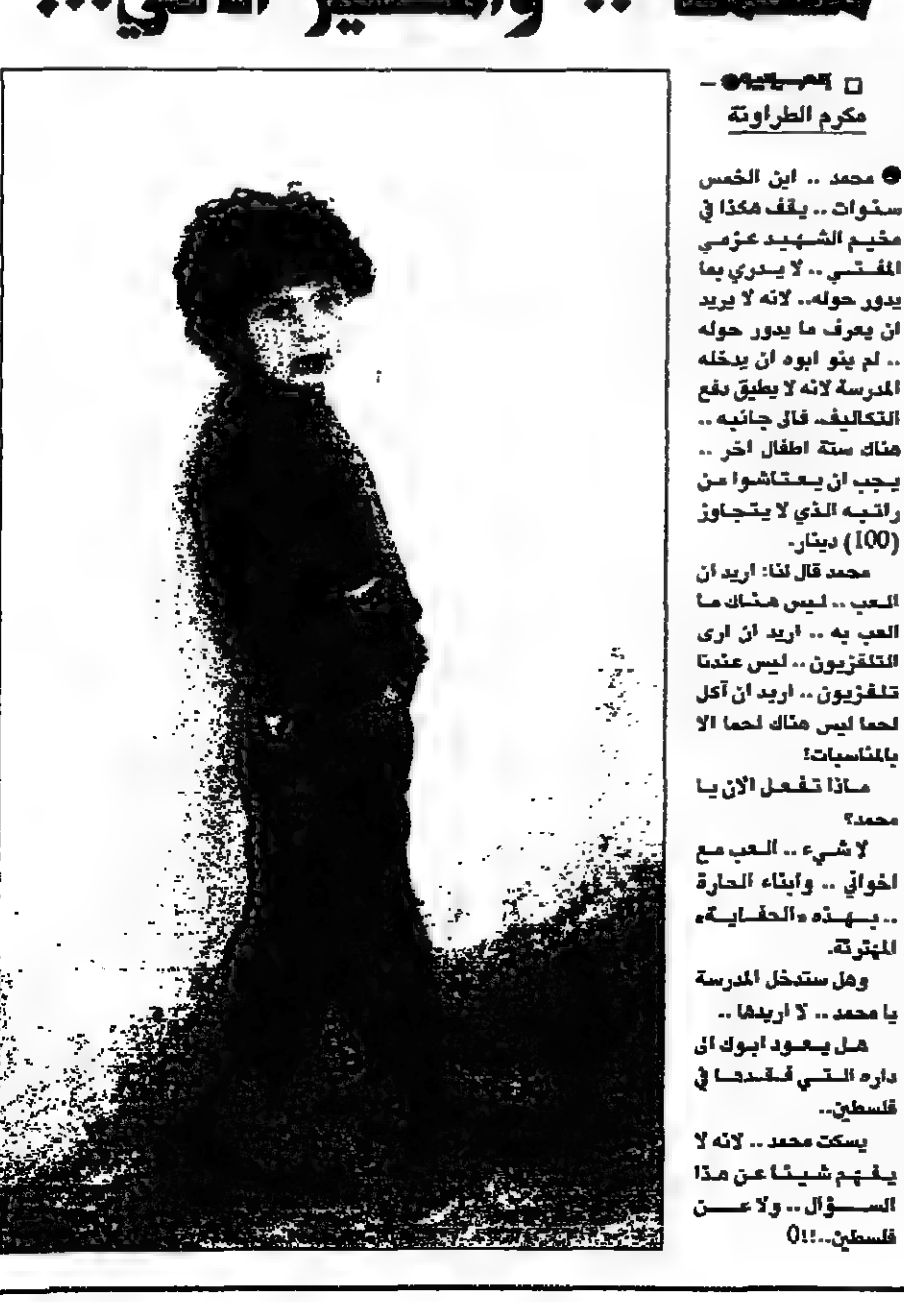 محمد .. و
□ –
مكرم الطراونة
● محمد .. ابن الخمس
سنوات .. يقف هكذا في
مخيم الشهيد عزمي
المفتي .. لا يدري بما
يدور حوله.. لانه لا يريد
ان يعرف ما يدور حوله
.. لم ينو ابوه ان يدخله
المدرسة لانه لا يطيق دفع
التكاليف، فالى جانبه ..
هناك ستة اطفال اخر ..
يجب ان يعتاشوا من
راتبه الذي لا يتجاوز
(100) دينار.
محمد قال لنا: اريد ان
العب .. ليس هناك ما
العب به .. اريد ان ارى
التلفزيون .. ليس عندنا
تلفزيون .. اريد ان آكل
لحما ليس هناك لحما الا
بالمناسبات!
ماذا تفعل الان يا
محمد؟
لا شيء .. العب مع
اخواني .. وابناء الحارة
.. بهذه «الحفاية»
المهترئة.
وهل ستدخل المدرسة
يا محمد .. لا اريدها ..
هل يعود ابوك الى
داره التي فقدها في
فلسطين..
يسكت محمد .. لانه لا
يفهم شيئا عن هذا
السؤال .. ولا عن
فلسطين..!!0